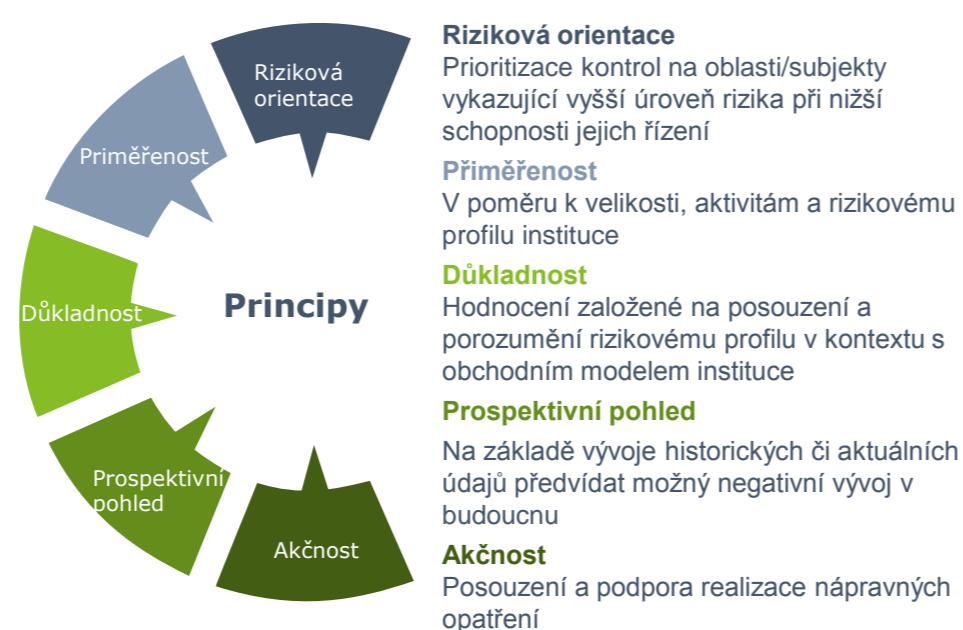 Riziková
orientace
Priměřenost
Důkladnost
Prospektivní
pohled
Akčnost
Principy
Riziková orientace
Prioritizace kontrol na oblasti/subjekty
vykazující vyšší úroveň rizika při nižší
schopnosti jejich řízení
Přiměřenost
V poměru k velikosti, aktivitám a rizikovému
profilu instituce
Důkladnost
Hodnocení založené na posouzení a
porozumění rizikovému profilu v kontextu s
obchodním modelem instituce
Prospektivní pohled
Na základě vývoje historických či aktuálních
údajů předvídat možný negativní vývoj v
budoucnu
Akčnost
Posouzení a podpora realizace nápravných
opatření